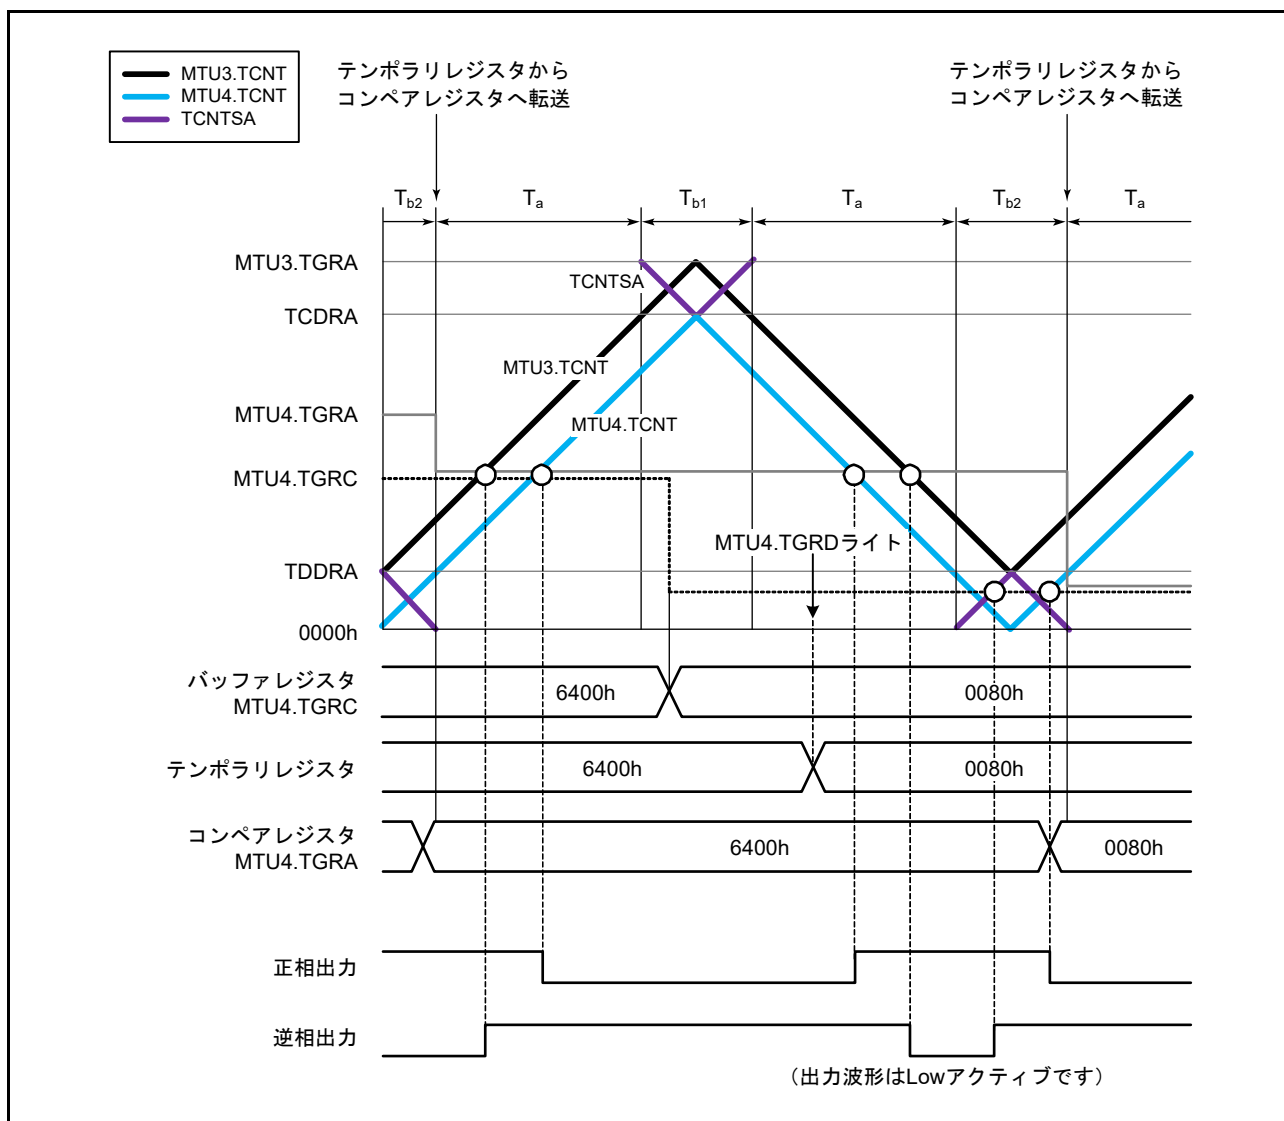 MTU3.TCNT
MTU4.TCNT
TCNTSA
テンポラリレジスタから
コンペアレジスタへ転送
テンポラリレジスタから
コンペアレジスタへ転送
Tb2
Ta
Tb1
Ta
Tb2
Ta
MTU3.TGRA
TCNTSA
TCDRA
MTU3.TCNT
MTU4.TGRA
MTU4.TCNT
MTU4.TGRC
MTU4.TGRDライト
TDDRA
0000h
バッファレジスタ
MTU4.TGRC
6400h
0080h
テンポラリレジスタ
6400h
0080h
コンペアレジスタ
MTU4.TGRA
6400h
0080h
正相出力
逆相出力
（出力波形はLowアクティブです）